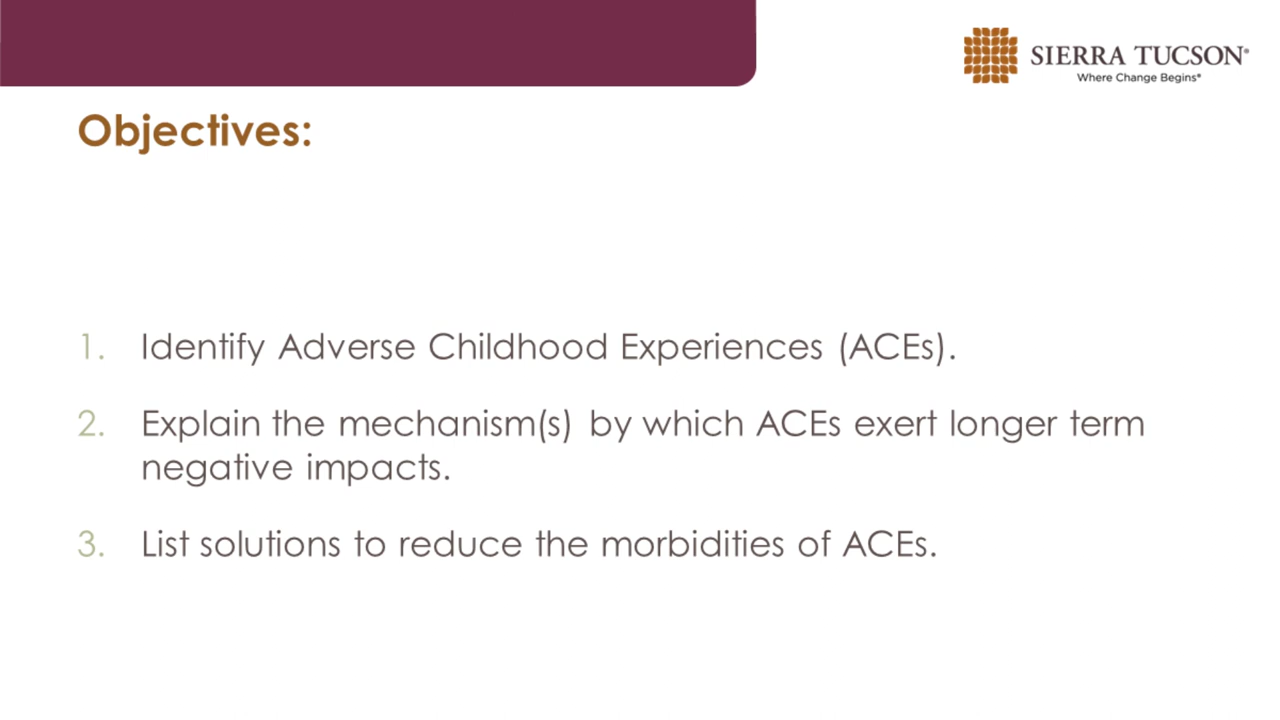 SIERRA TUCSON®
Where Change Begins®
Objectives:
1. Identify Adverse Childhood Experiences (ACEs).
2. Explain the mechanism(s) by which ACEs exert longer term
negative impacts.
3. List solutions to reduce the morbidities of ACEs.